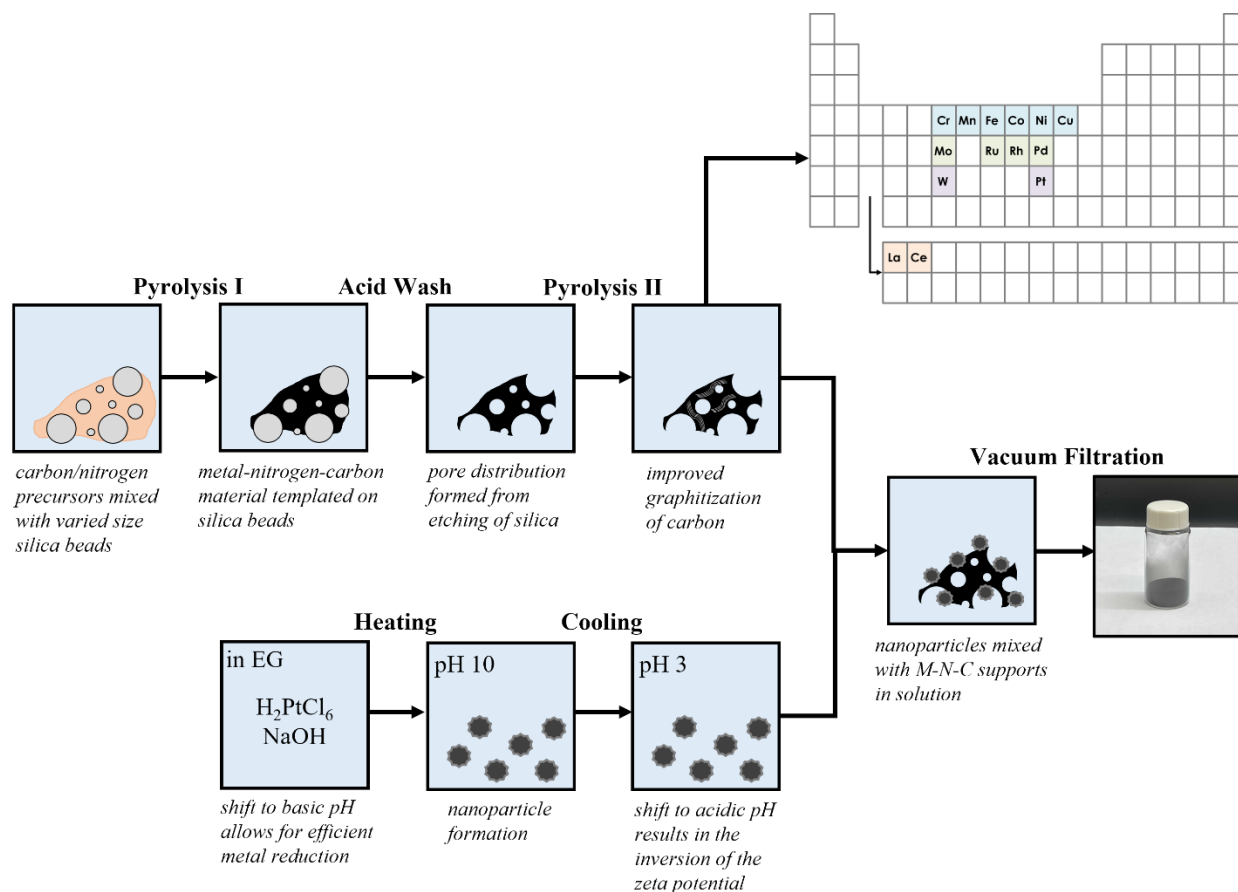 Cr Mn Fe Co Ni Cu
Mo Ru Rh Pd
W Pt
La Ce
Pyrolysis I
Acid Wash
Pyrolysis II
carbon/nitrogen
precursors mixed
with varied size
silica beads
metal-nitrogen-carbon
material templated on
silica beads
pore distribution
formed from
etching of silica
improved
graphitization
of carbon
Vacuum Filtration
nanoparticles mixed
with M-N-C supports
in solution
Heating
Cooling
in EG
H₂PtCl₆
NaOH
pH 10
pH 3
shift to basic pH
allows for efficient
metal reduction
nanoparticle
formation
shift to acidic pH
results in the
inversion of the
zeta potential